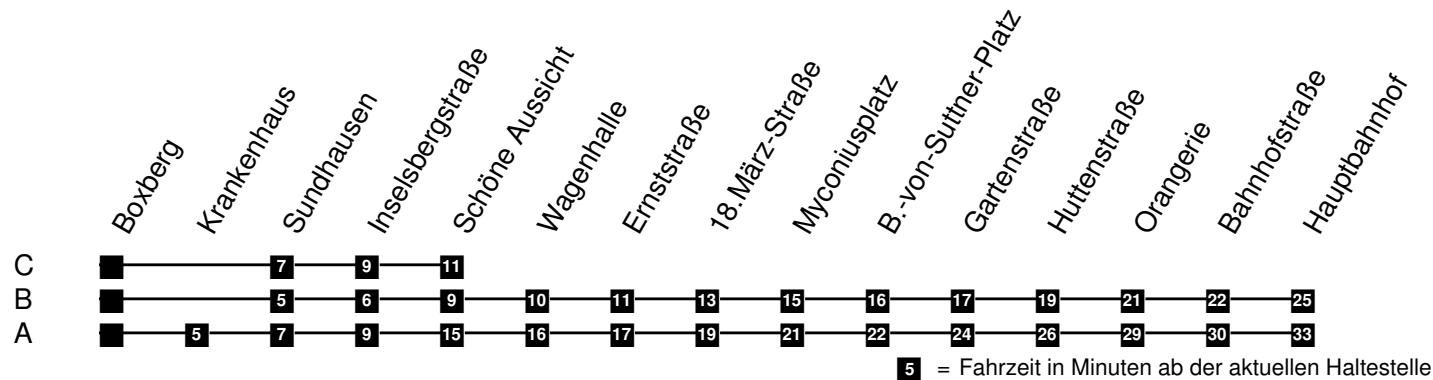 Boxberg
Krankenhaus
Sundhausen
Inselsbergstraße
Schöne Aussicht
Wagenhalle
Ernststraße
18.März-Straße
Myconiusplatz
B.-von-Suttner-Platz
Gartenstraße
Huttenstraße
Orangerie
Bahnhofstraße
Hauptbahnhof
C 7 9 11
B 5 6 9 10 11 13 15 16 17 19 21 22 25
A 5 7 9 15 16 17 19 21 22 24 26 29 30 33
5 = Fahrzeit in Minuten ab der aktuellen Haltestelle